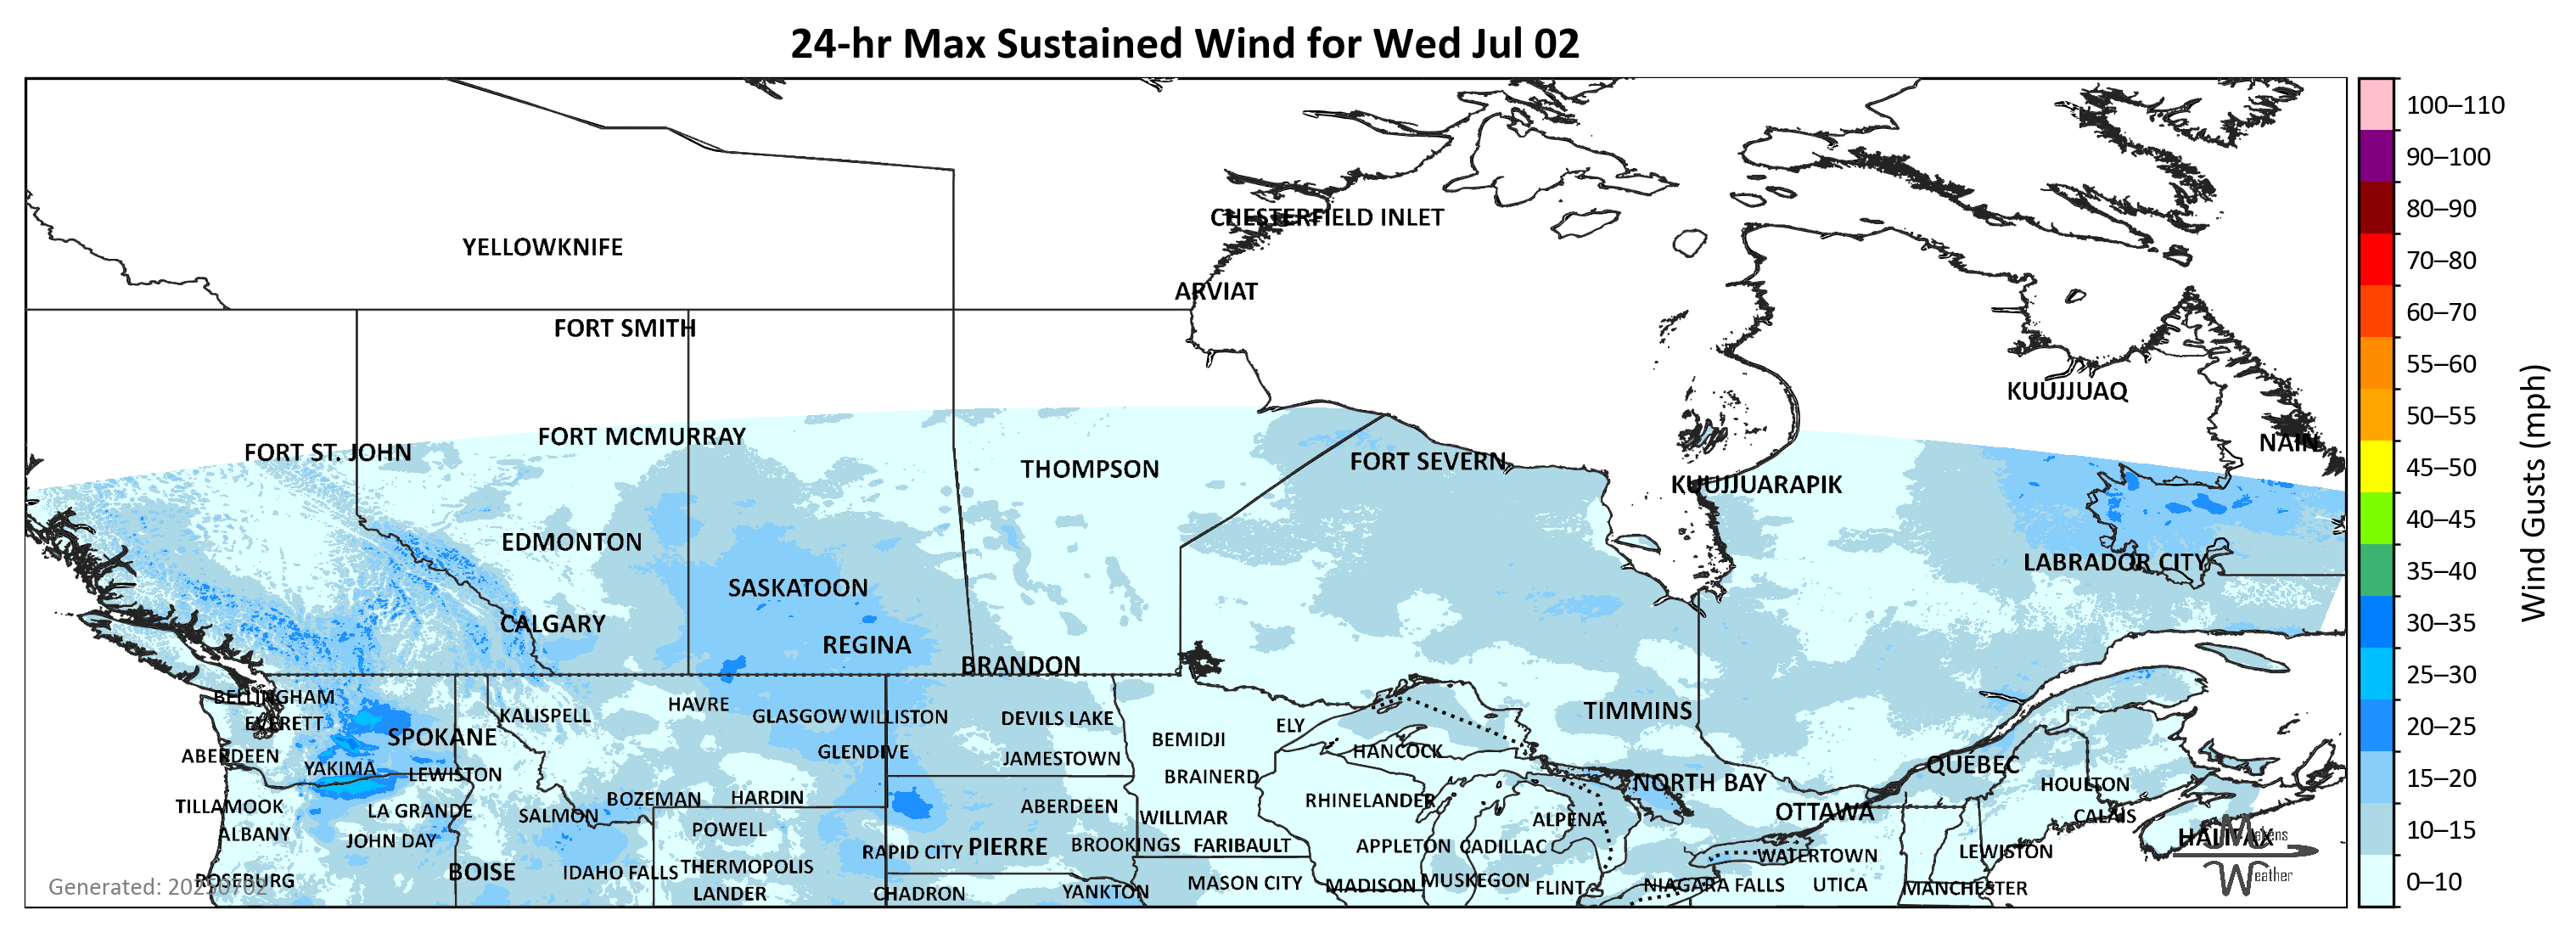 24-hr Max Sustained Wind for Wed Jul 02
100–110
90–100
80–90
70–80
60–70
55–60
50–55
45–50
40–45
35–40
30–35
25–30
20–25
15–20
10–15
0–10
Wind Gusts (mph)
CHESTERFIELD INLET
YELLOWKNIFE
ARVIAT
FORT SMITH
KUUJJUAQ
FORT MCMURRAY
NAIN
FORT ST. JOHN
FORT SEVERN
THOMPSON
KUUJJUARAPIK
EDMONTON
LABRADOR CITY
SASKATOON
CALGARY
REGINA
BRANDON
BELLINGHAM
HAVRE
TIMMINS
KALISPELL
GLASGOW
WILLISTON
DEVILS LAKE
EVERETT
ELY
SPOKANE
BEMIDJI
HANCOCK
GLENDIVE
ABERDEEN
JAMESTOWN
QUÉBEC
YAKIMA
LEWISTON
BRAINERD
NORTH BAY
HOULTON
BOZEMAN
HARDIN
RHINELANDER
TILLAMOOK
LA GRANDE
ABERDEEN
OTTAWA
SALMON
WILLMAR
CALAIS
ALPENA
POWELL
ALBANY
HALIFAX
JOHN DAY
PIERRE
BROOKINGS
FARIBAULT
APPLETON
CADILLAC
RAPID CITY
LEWISTON
WATERTOWN
THERMOPOLIS
BOISE
IDAHO FALLS
ROSEBURG
MUSKEGON
MASON CITY
MADISON
NIAGARA FALLS
UTICA
FLINT
MANCHESTER
LANDER
CHADRON
YANKTON
Generated: 20250702
Makens
Weather